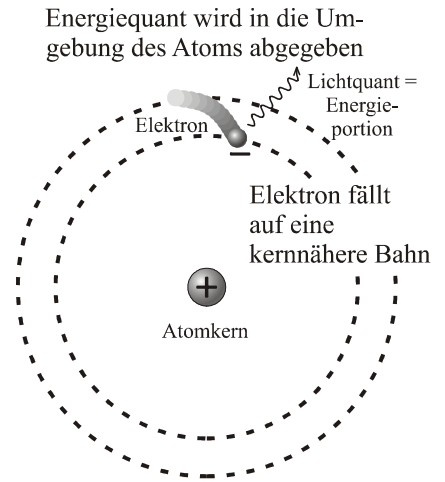 Energiequant wird in die Um-
gebung des Atoms abgegeben
Lichtquant =
Energie-
portion
Elektron
Elektron fällt
auf eine
kernnähere Bahn
+
Atomkern